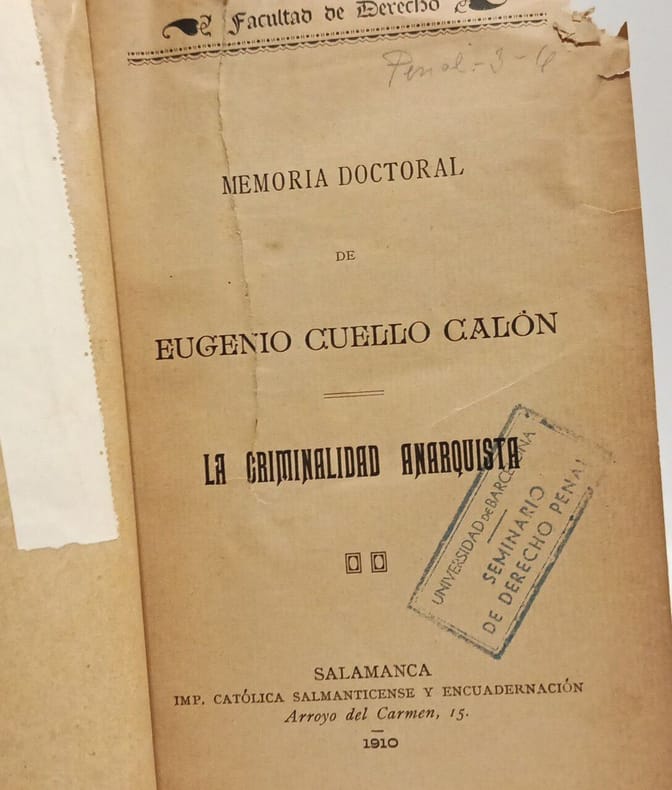 Facultad de Derecho
Penal-3-6
MEMORIA DOCTORAL
DE
EUGENIO CUELLO CALÓN
LA CRIMINALIDAD ANARQUISTA
UNIVERSIDAD DE BARCELONA
SEMINARIO
DE DERECHO PENAL
SALAMANCA
IMP. CATÓLICA SALMANTICENSE Y ENCUADERNACIÓN
Arroyo del Carmen, 15.
1910